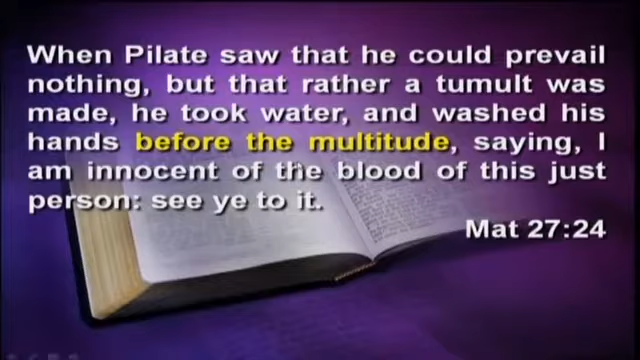 When Pilate saw that he could prevail
nothing, but that rather a tumult was
made, he took water, and washed his
hands before the multitude, saying, I
am innocent of the blood of this just
person: see ye to it.
Mat 27:24